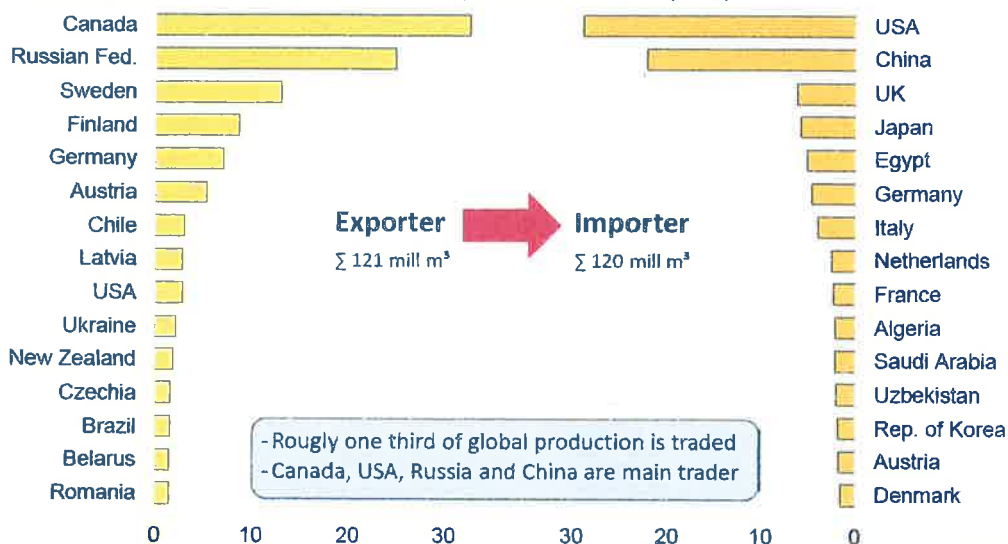 Canada
Russian Fed.
Sweden
Finland
Germany
Austria
Chile
Latvia
USA
Ukraine
New Zealand
Czechia
Brazil
Belarus
Romania
0 10 20 30
Exporter
∑ 121 mill m³
Importer
∑ 120 mill m³
- Rougly one third of global production is traded
- Canada, USA, Russia and China are main trader
USA
China
UK
Japan
Egypt
Germany
Italy
Netherlands
France
Algeria
Saudi Arabia
Uzbekistan
Rep. of Korea
Austria
Denmark
30 20 10 0